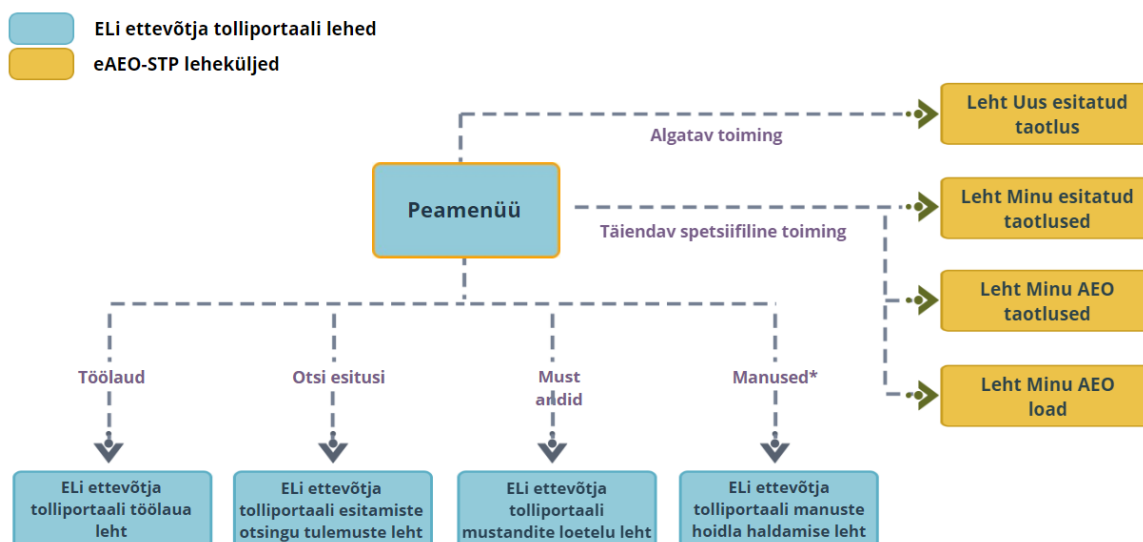 ELi ettevõtja tolliportaali lehed
eAEO-STP leheküljed
Leht Uus esitatud
taotlus
Algatav toiming
Peamenüü
Leht Minu esitatud
taotlused
Täiendav spetsiifiline toiming
Leht Minu AEO
taotlused
Leht Minu AEO
load
Töölaud
Otsi esitusi
Must
andid
Manused*
ELi ettevõtja
tolliportaali töölaua
leht
ELi ettevõtja
tolliportaali esitamiste
otsingu tulemuste leht
ELi ettevõtja
tolliportaali
mustandite loetelu leht
ELi ettevõtja
tolliportaali manuste
hoidla haldamise leht